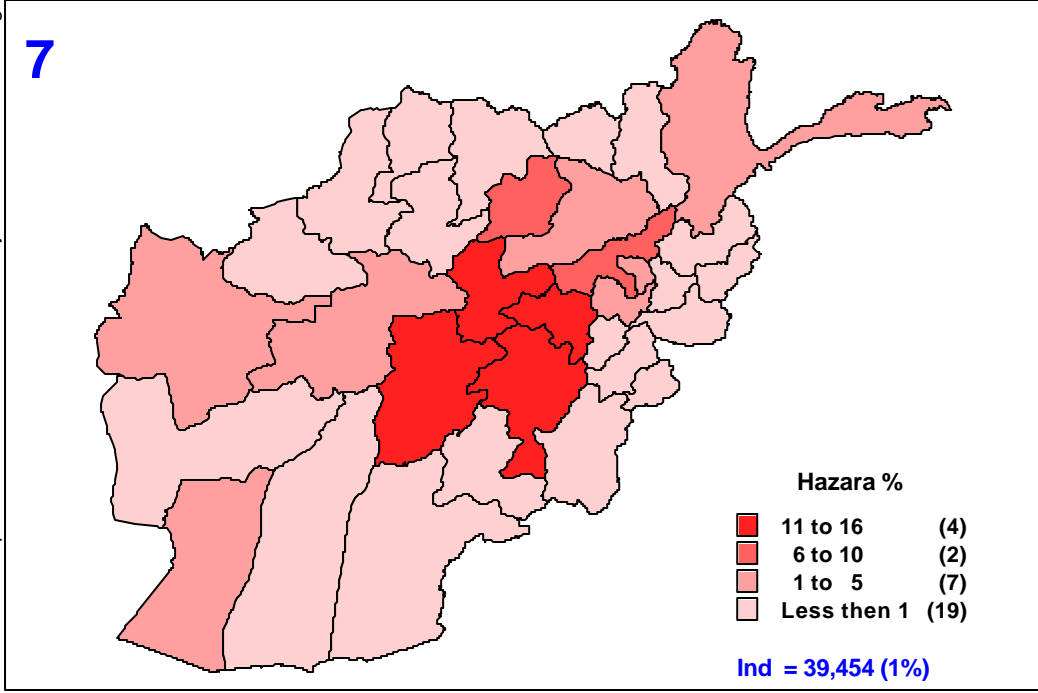 7
Hazara %
11 to 16 (4)
6 to 10 (2)
1 to 5 (7)
Less then 1 (19)
Ind = 39,454 (1%)